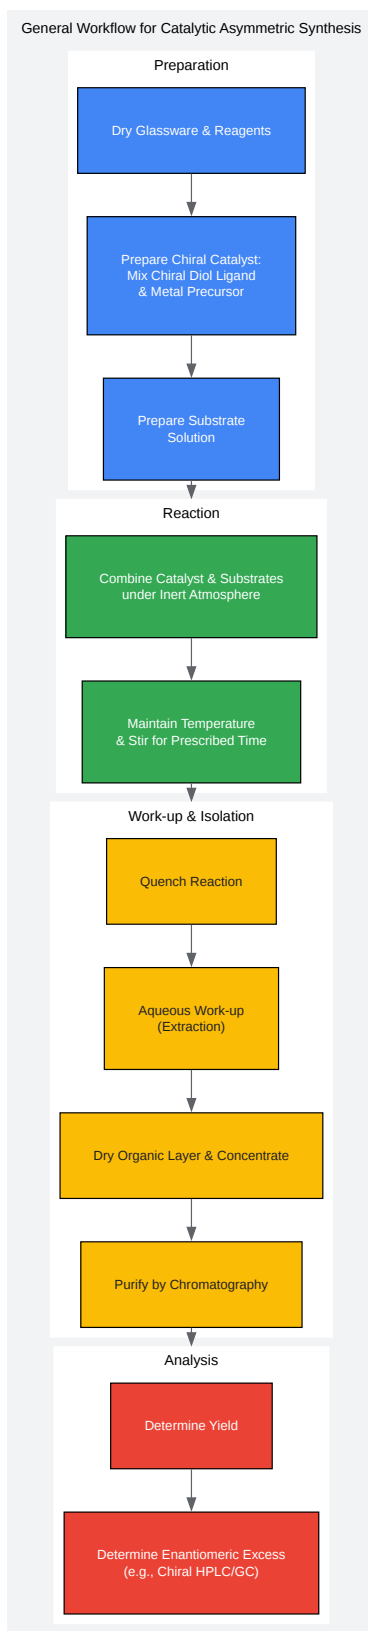 General Workflow for Catalytic Asymmetric Synthesis
Preparation
Dry Glassware & Reagents
Prepare Chiral Catalyst:
Mix Chiral Diol Ligand
& Metal Precursor
Prepare Substrate
Solution
Reaction
Combine Catalyst & Substrates
under Inert Atmosphere
Maintain Temperature
& Stir for Prescribed Time
Work-up & Isolation
Quench Reaction
Aqueous Work-up
(Extraction)
Dry Organic Layer & Concentrate
Purify by Chromatography
Analysis
Determine Yield
Determine Enantiomeric Excess
(e.g., Chiral HPLC/GC)